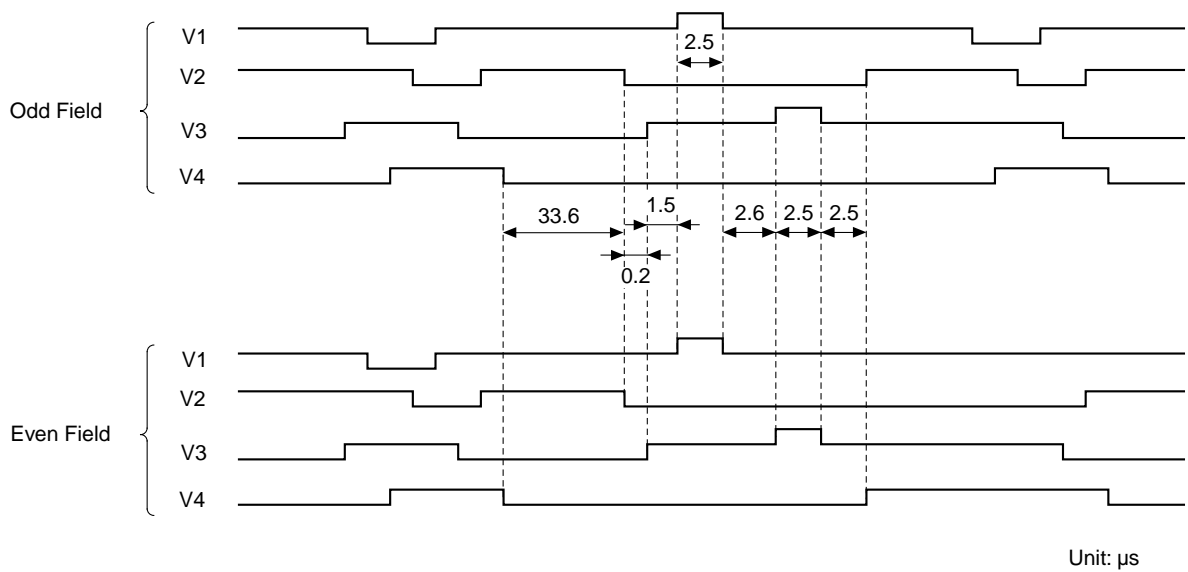 V1
2.5
V2
Odd Field
V3
V4
1.5
33.6
2.6 2.5 2.5
0.2
V1
V2
Even Field
V3
V4
Unit: µs